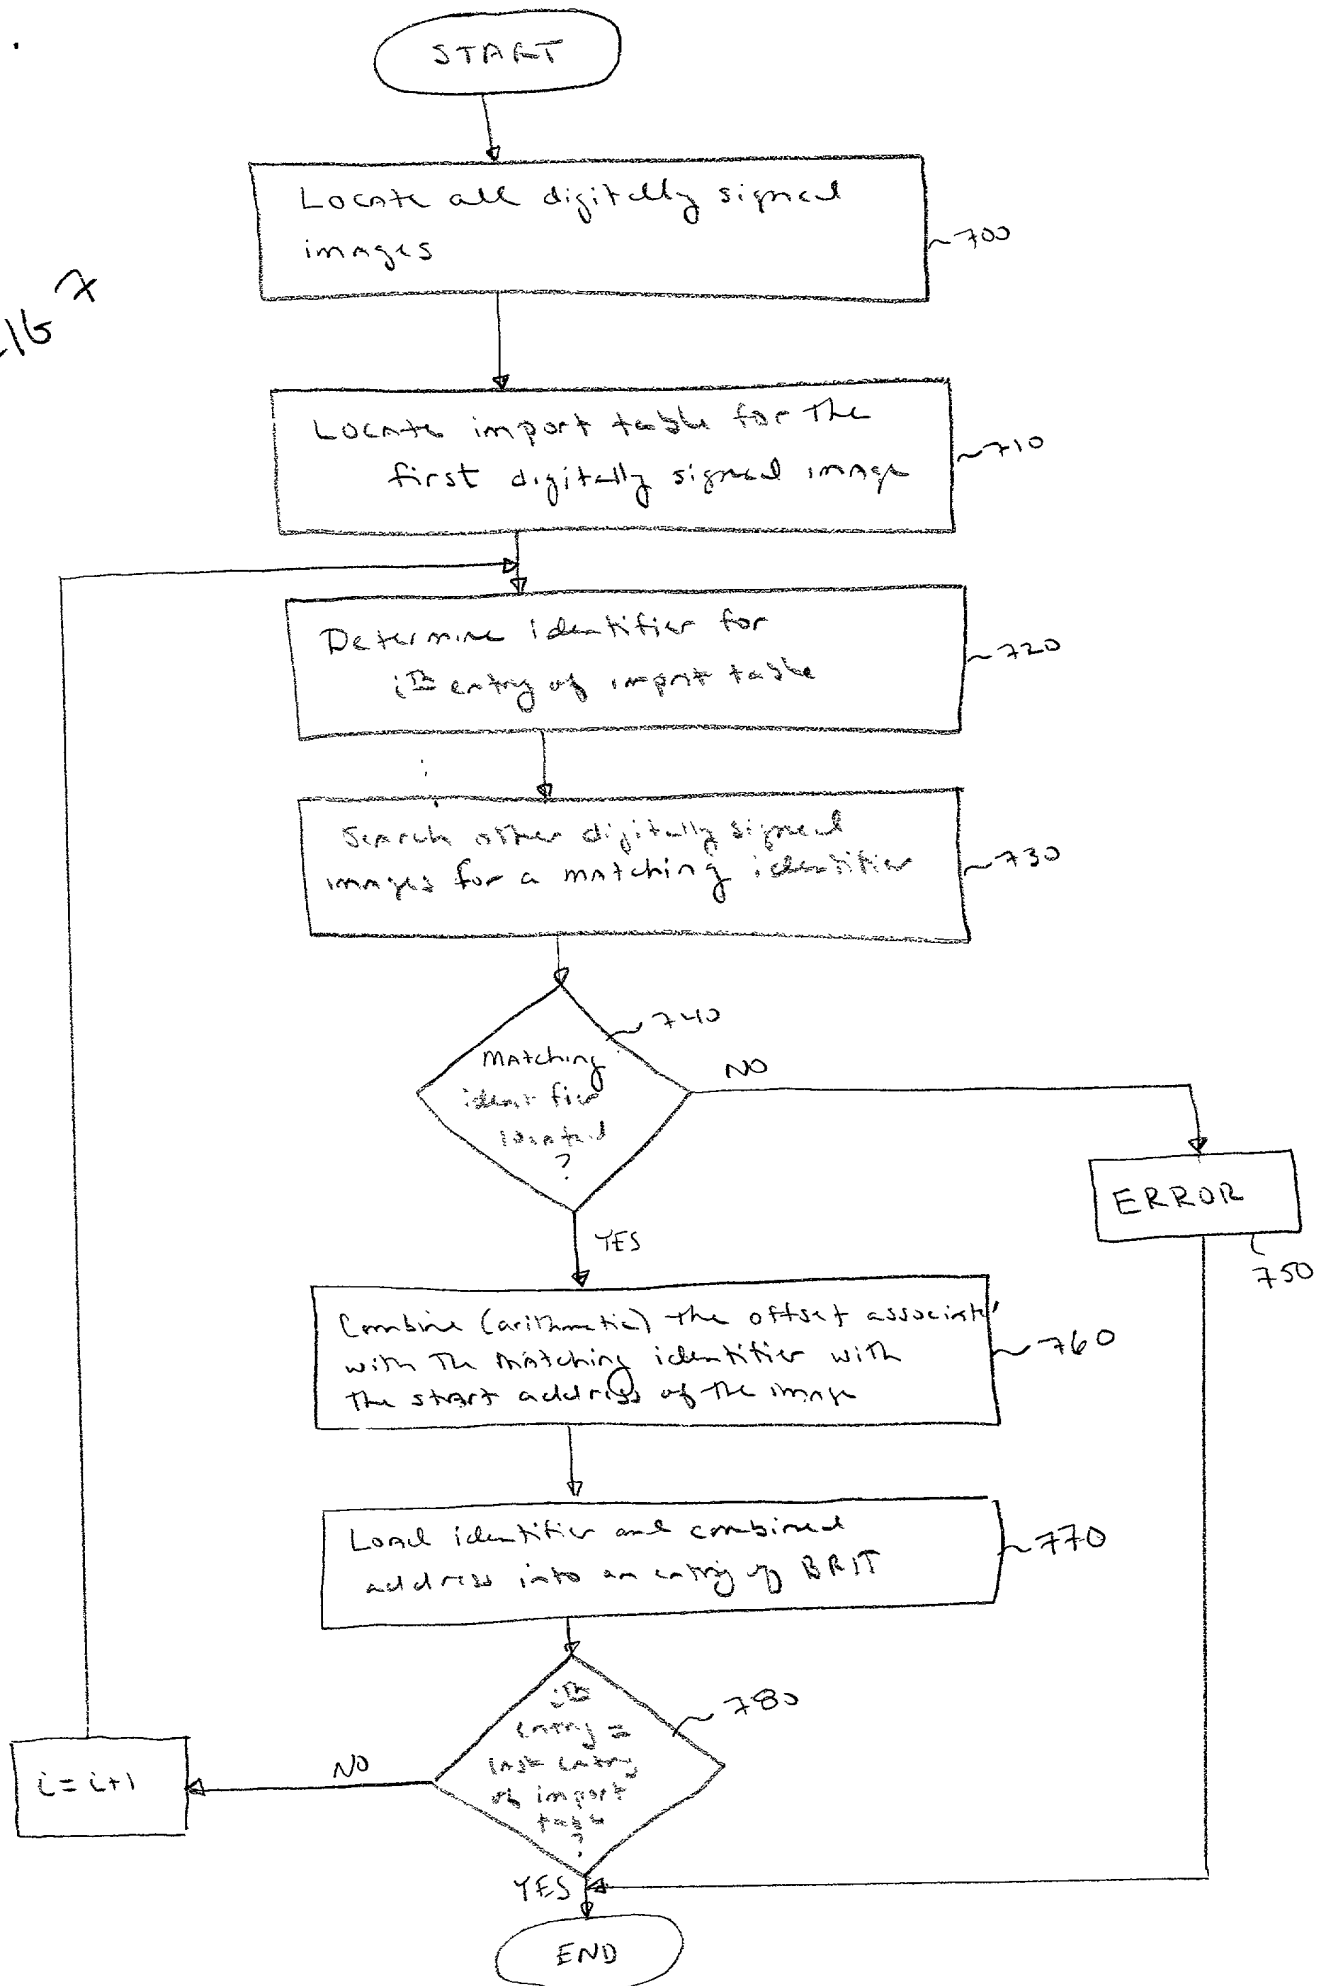 START
Locate all digitally signed
images
~700
FIG 7
Locate import table for the
first digitally signed image
~710
Determine identifier for
iTH entry of import table
~720
Search other digitally signed
images for a matching identifier
~730
~740
Matching
identifier
located
?
NO
ERROR
750
YES
Combine (arithmetic) the offset associat'
with the matching identifier with
the start address of the image
~760
Load identifier and combined
address into an entry of BRIT
~770
iTH
entry =
last entry
of import
table
?
~780
NO
i = i+1
YES
END